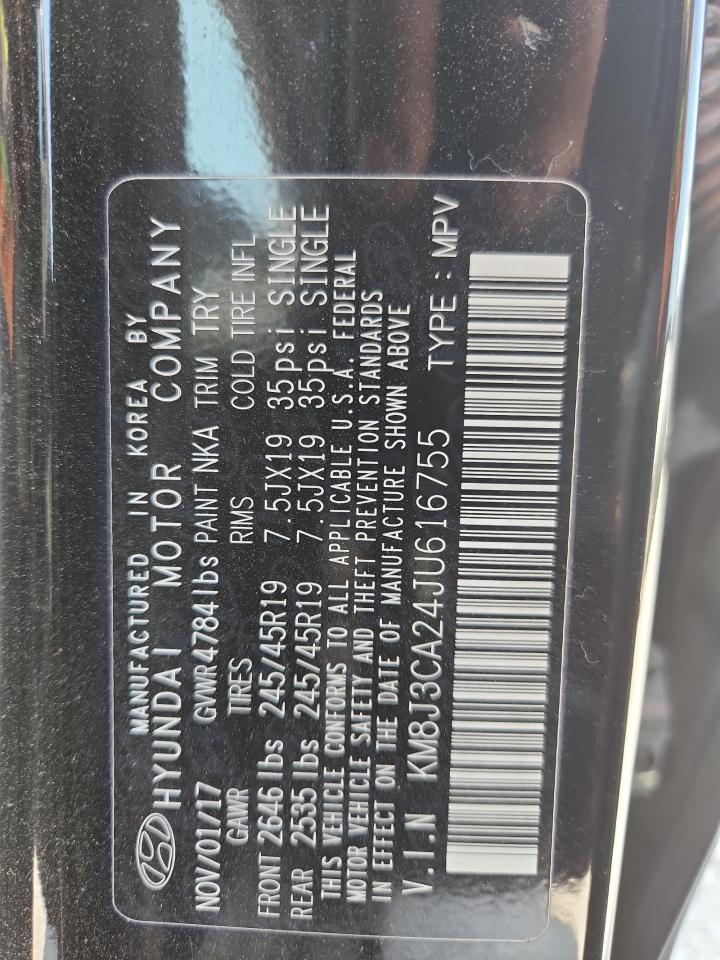 MANUFACTURED IN KOREA BY
HYUNDAI MOTOR COMPANY
NOV/01/17 GVWR 4784lbs PAINT NKA TRIM TRY
GAWR TIRES RIMS COLD TIRE INFL
FRONT 2646 lbs 245/45R19 7.5JX19 35psi SINGLE
REAR 2535 lbs 245/45R19 7.5JX19 35psi SINGLE
THIS VEHICLE CONFORMS TO ALL APPLICABLE U.S.A. FEDERAL
MOTOR VEHICLE SAFETY AND THEFT PREVENTION STANDARDS
IN EFFECT ON THE DATE OF MANUFACTURE SHOWN ABOVE
V.I.N KM8J3CA24JU616755 TYPE : MPV